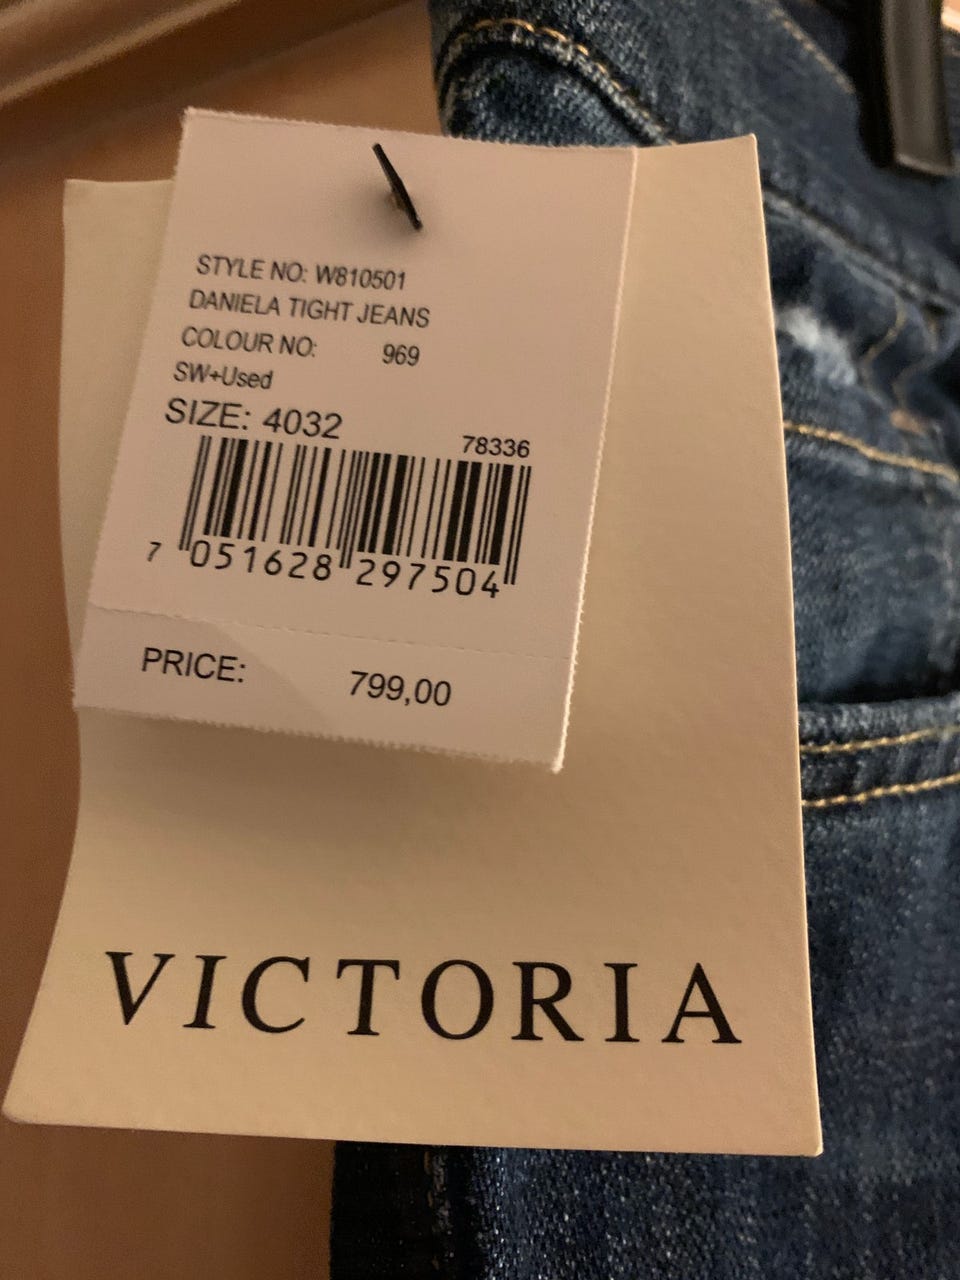 STYLE NO: W810501
DANIELA TIGHT JEANS
COLOUR NO: 969
SW+Used
SIZE: 4032
78336
7 051628 297504
PRICE: 799,00
VICTORIA